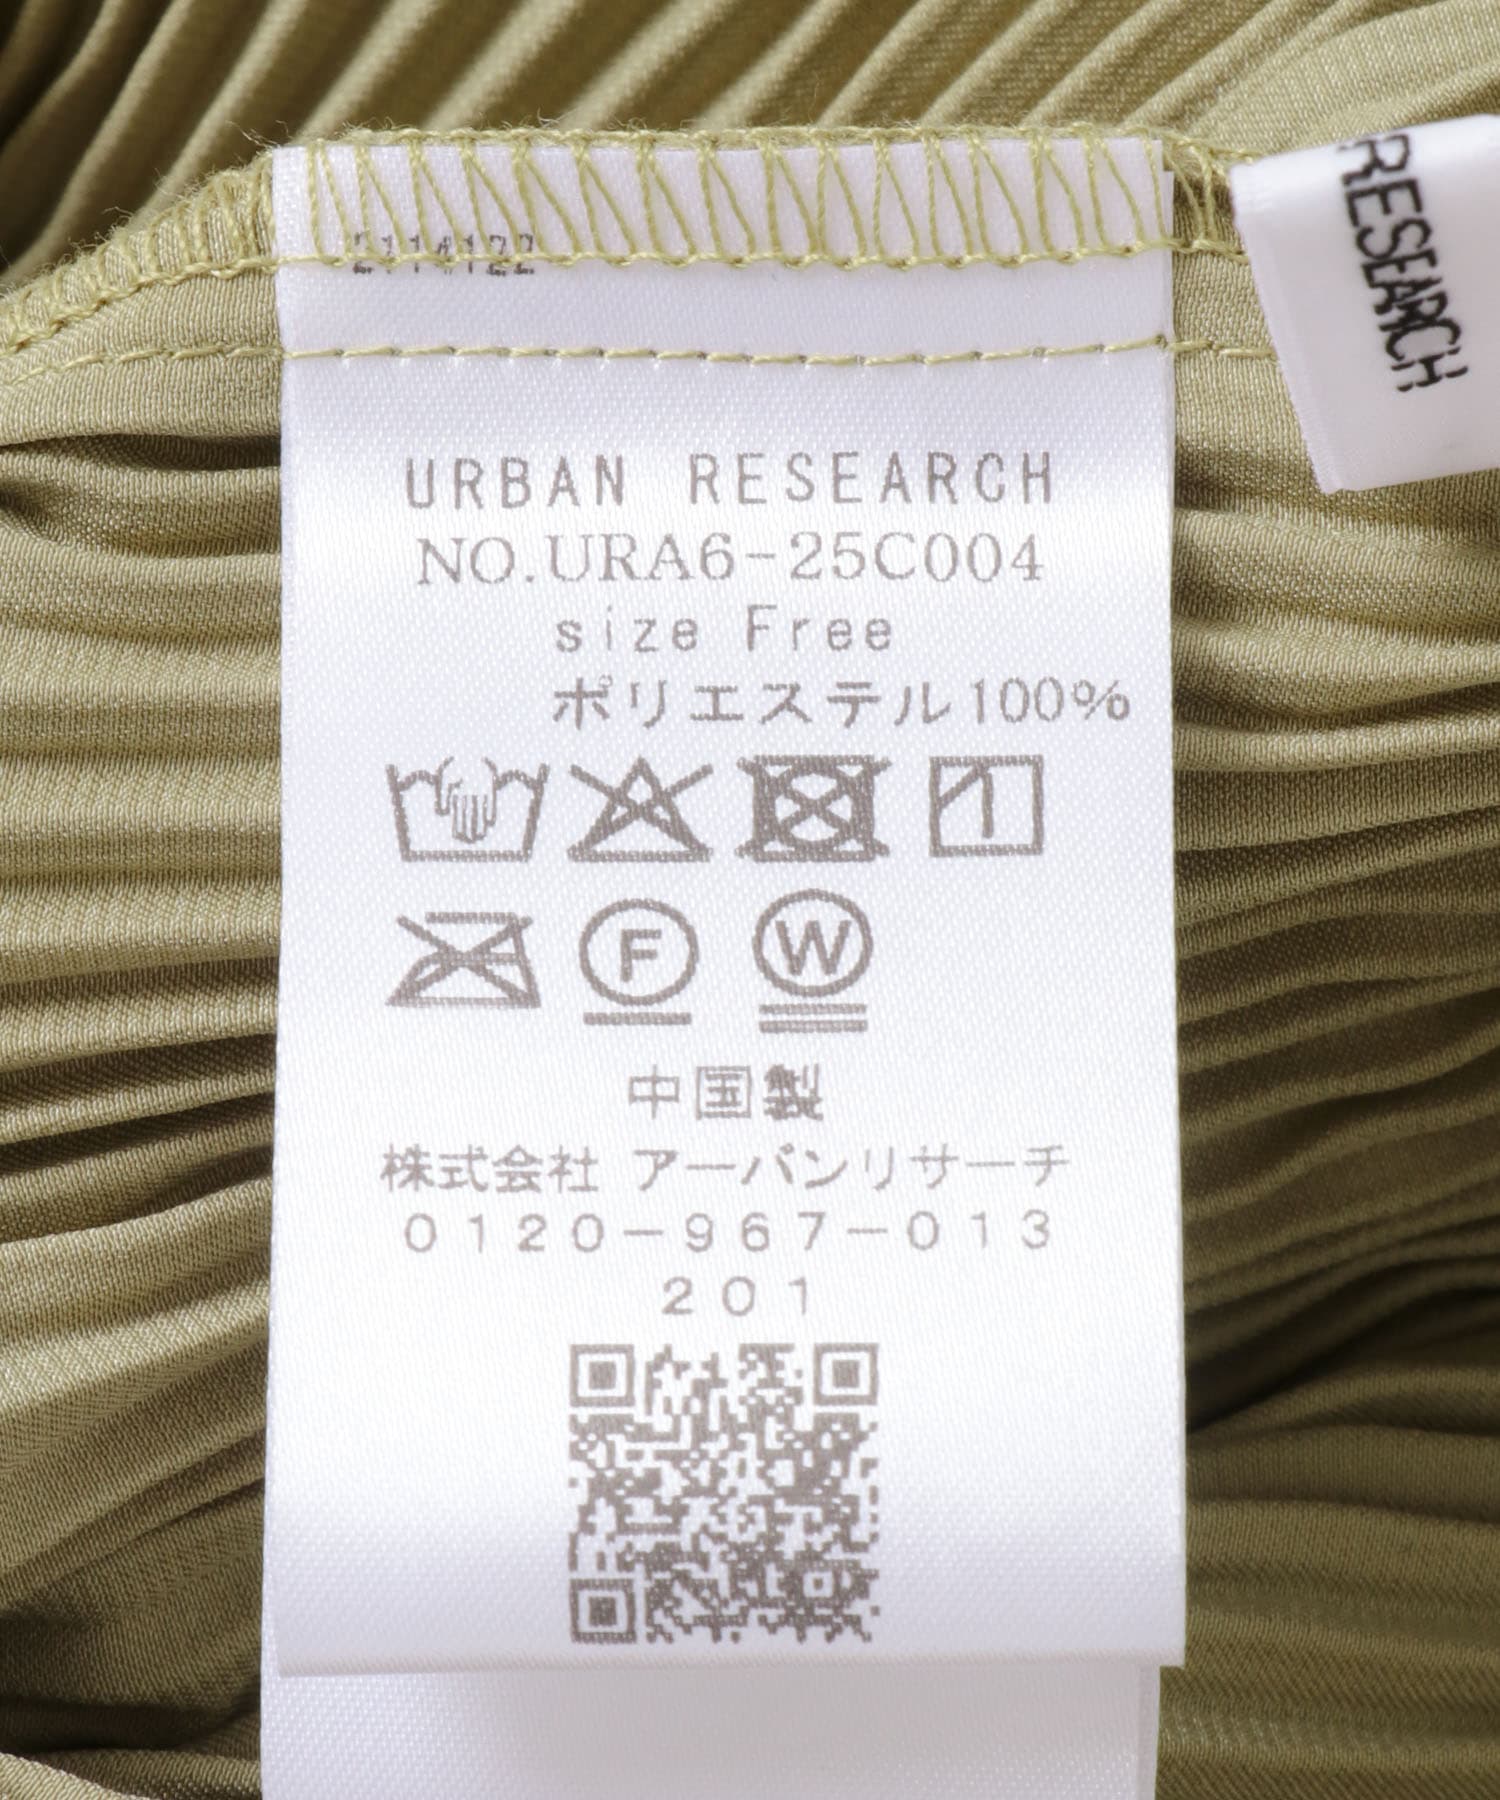 RESEARCH
URBAN RESEARCH
NO.URA6-25C004
size Free
ポリエステル100%
F
W
中国製
株式会社 アーバンリサーチ
0120-967-013
201